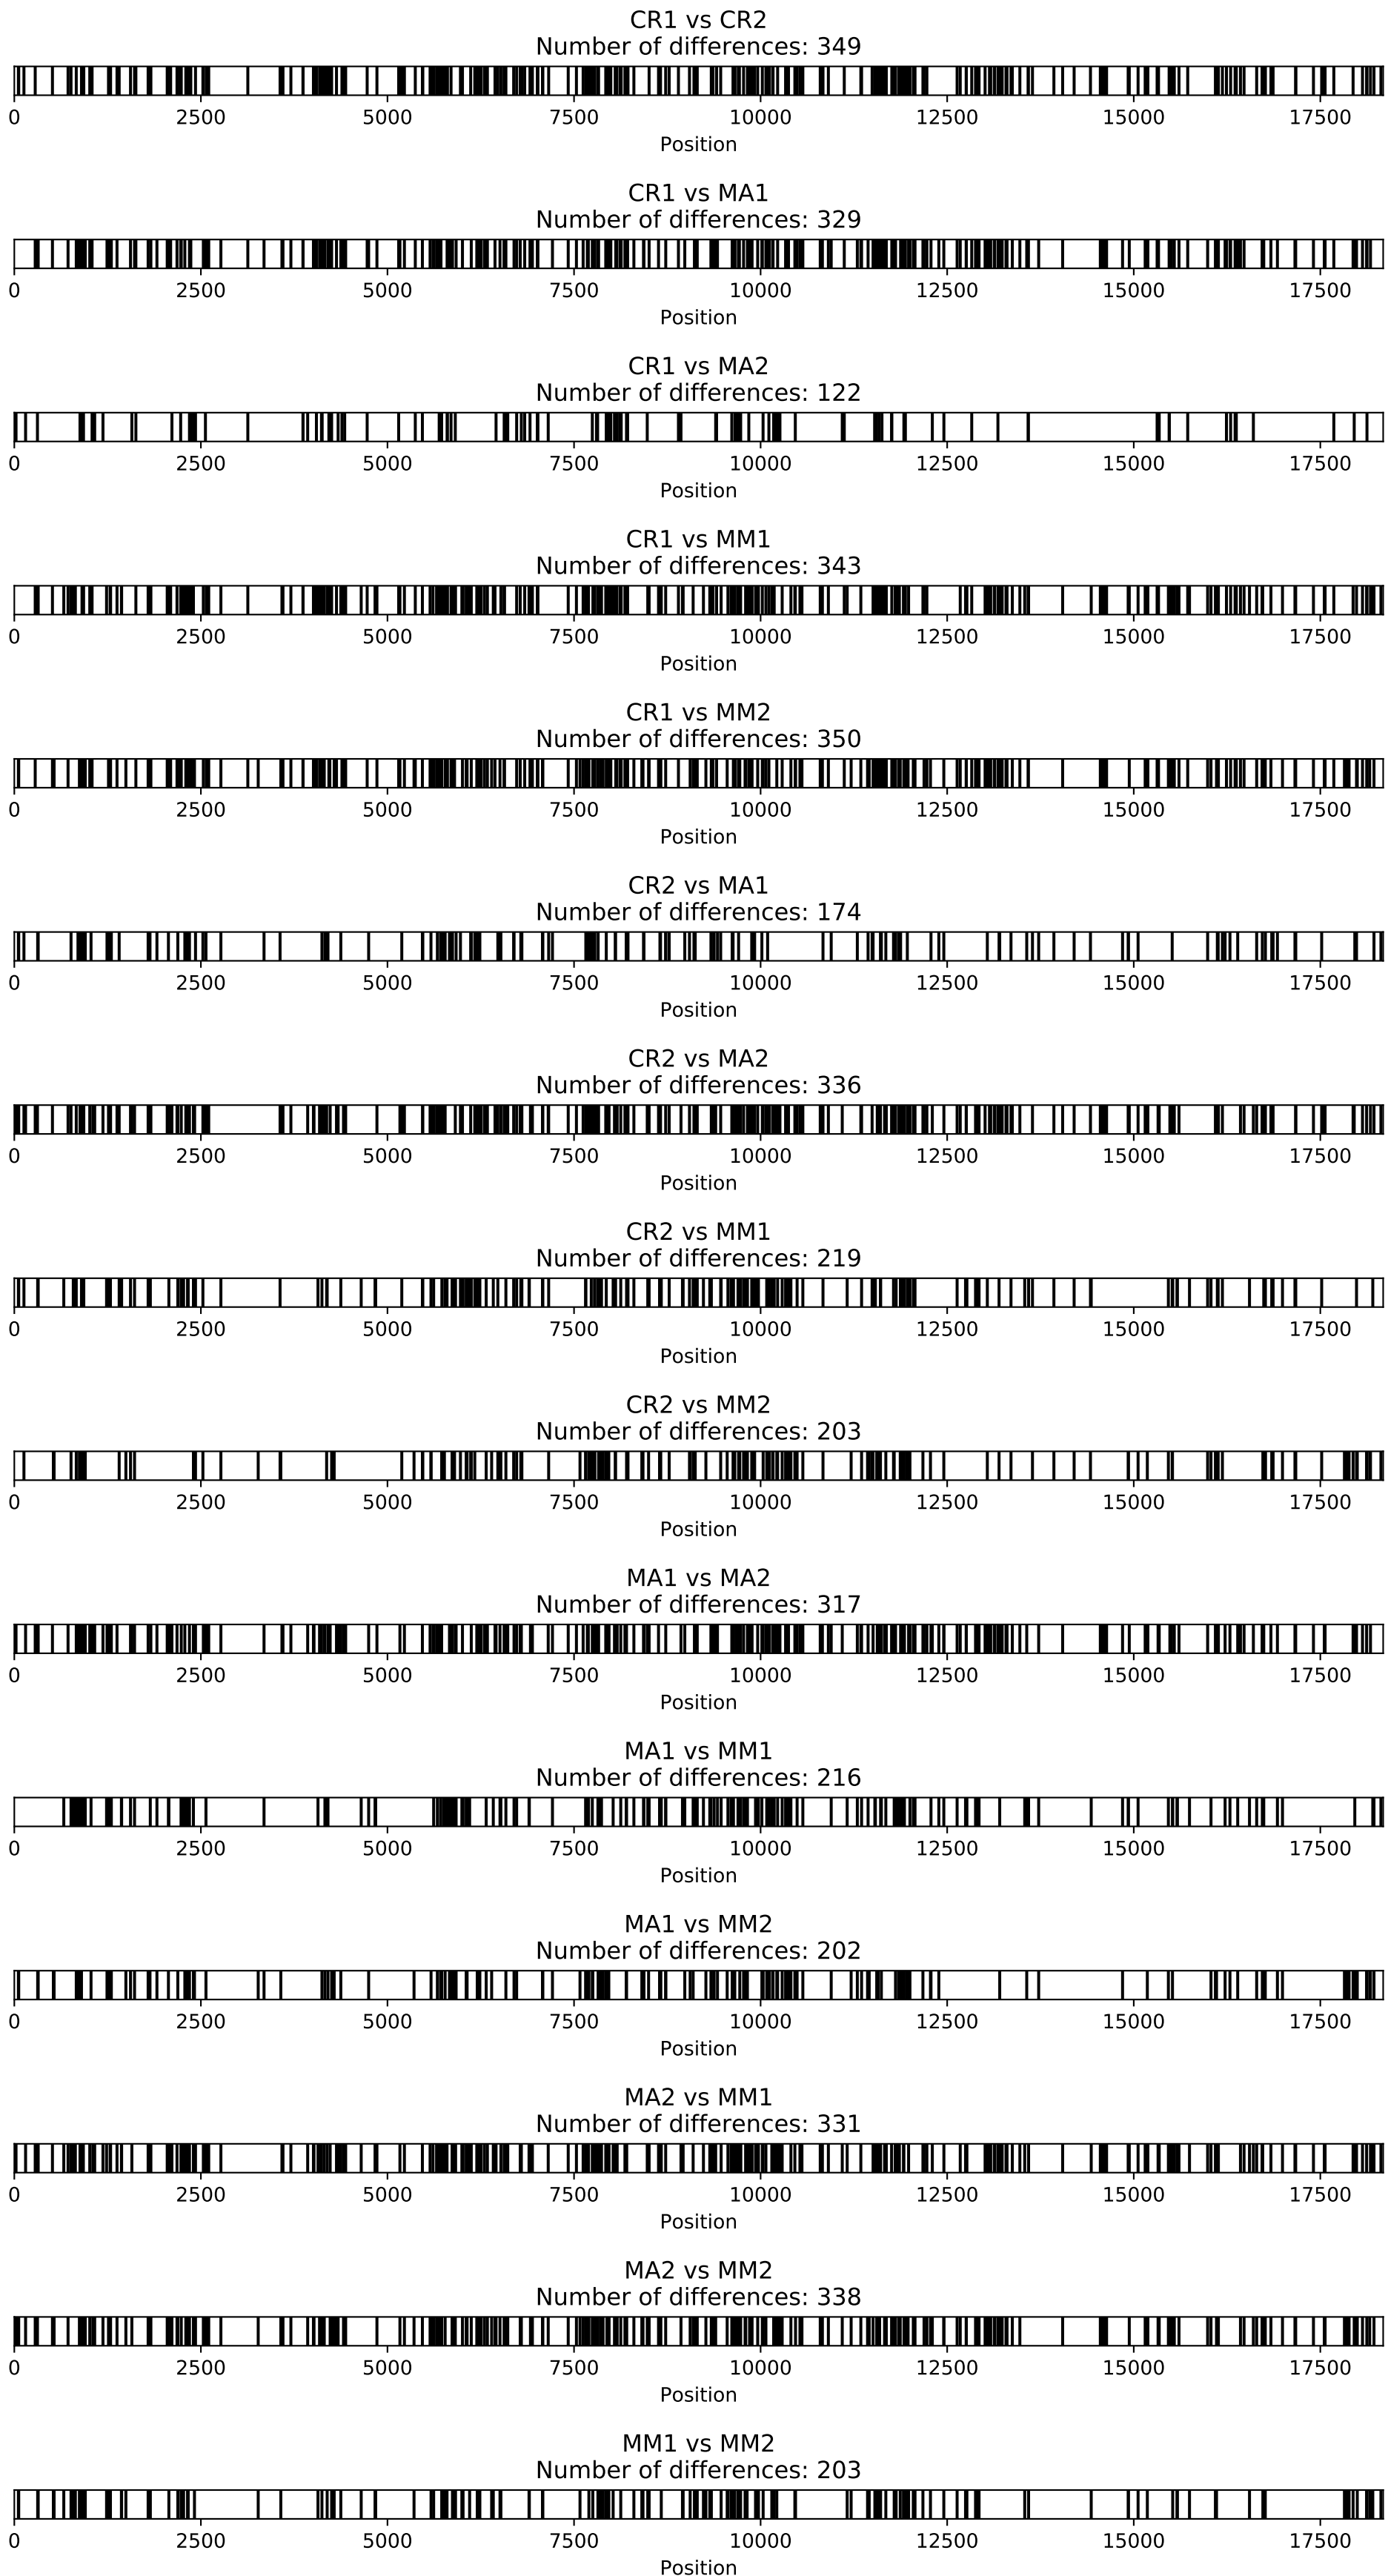 CR1 vs CR2
Number of differences: 349
0 2500 5000 7500 10000 12500 15000 17500
Position
CR1 vs MA1
Number of differences: 329
0 2500 5000 7500 10000 12500 15000 17500
Position
CR1 vs MA2
Number of differences: 122
0 2500 5000 7500 10000 12500 15000 17500
Position
CR1 vs MM1
Number of differences: 343
0 2500 5000 7500 10000 12500 15000 17500
Position
CR1 vs MM2
Number of differences: 350
0 2500 5000 7500 10000 12500 15000 17500
Position
CR2 vs MA1
Number of differences: 174
0 2500 5000 7500 10000 12500 15000 17500
Position
CR2 vs MA2
Number of differences: 336
0 2500 5000 7500 10000 12500 15000 17500
Position
CR2 vs MM1
Number of differences: 219
0 2500 5000 7500 10000 12500 15000 17500
Position
CR2 vs MM2
Number of differences: 203
0 2500 5000 7500 10000 12500 15000 17500
Position
MA1 vs MA2
Number of differences: 317
0 2500 5000 7500 10000 12500 15000 17500
Position
MA1 vs MM1
Number of differences: 216
0 2500 5000 7500 10000 12500 15000 17500
Position
MA1 vs MM2
Number of differences: 202
0 2500 5000 7500 10000 12500 15000 17500
Position
MA2 vs MM1
Number of differences: 331
0 2500 5000 7500 10000 12500 15000 17500
Position
MA2 vs MM2
Number of differences: 338
0 2500 5000 7500 10000 12500 15000 17500
Position
MM1 vs MM2
Number of differences: 203
0 2500 5000 7500 10000 12500 15000 17500
Position